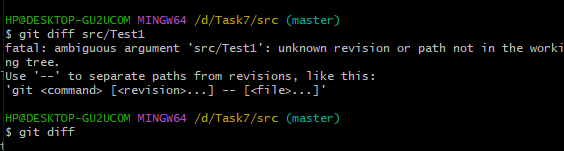 HP@DESKTOP-GU2UCOM MINGW64 /d/Task7/src (master)
$ git diff src/Test1
fatal: ambiguous argument 'src/Test1': unknown revision or path not in the worki
ng tree.
Use '--' to separate paths from revisions, like this:
'git <command> [<revision>...] -- [<file>...]'
HP@DESKTOP-GU2UCOM MINGW64 /d/Task7/src (master)
$ git diff